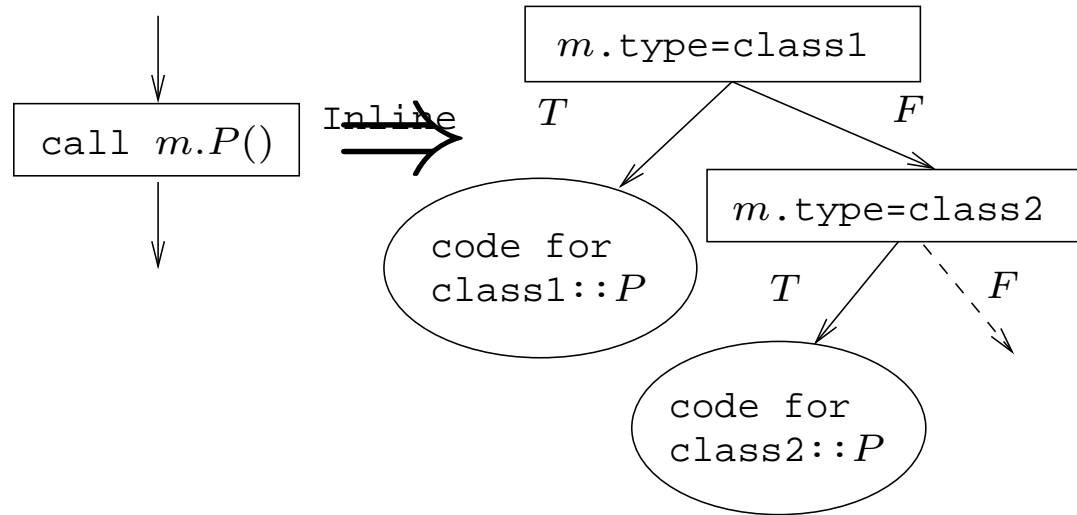 call m.P()
Inline
m.type=class1
T
F
code for
class1::P
m.type=class2
T
F
code for
class2::P